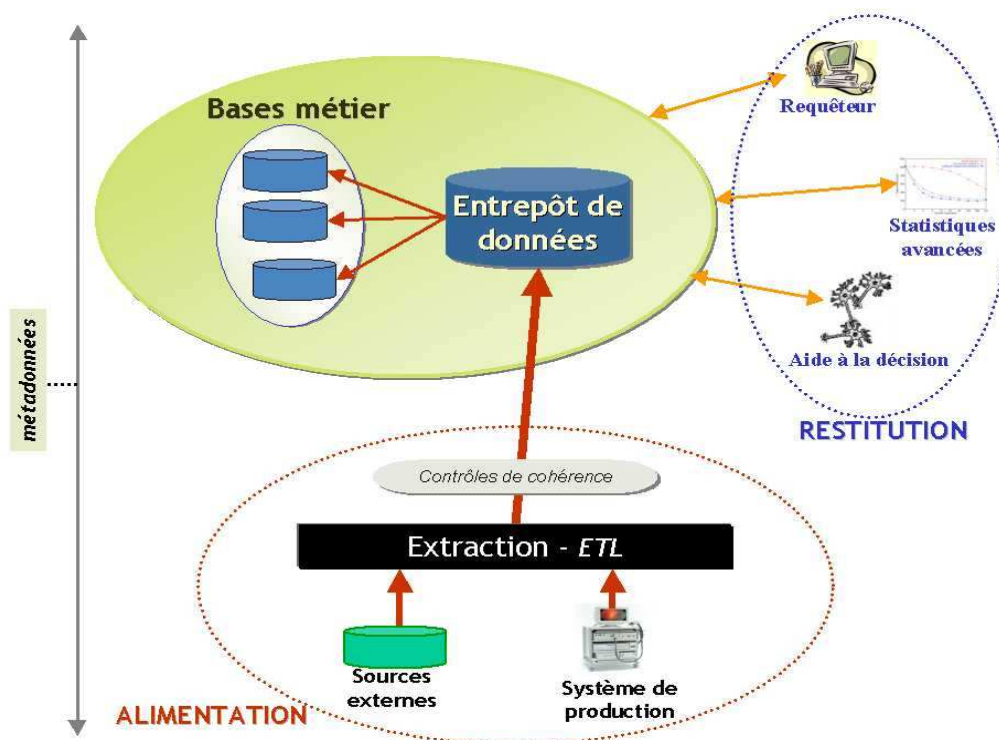 Bases métier
Entrepôt de
données
Requêteur
Statistiques
avancées
Aide à la décision
RESTITUTION
métadonnées
Contrôles de cohérence
Extraction - ETL
Sources
externes
Système de
production
ALIMENTATION